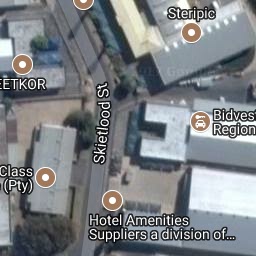 Steripic
EETKOR
Skietlood St
Bidvest
Region
Class
(Pty)
Hotel Amenities
Suppliers a division of...